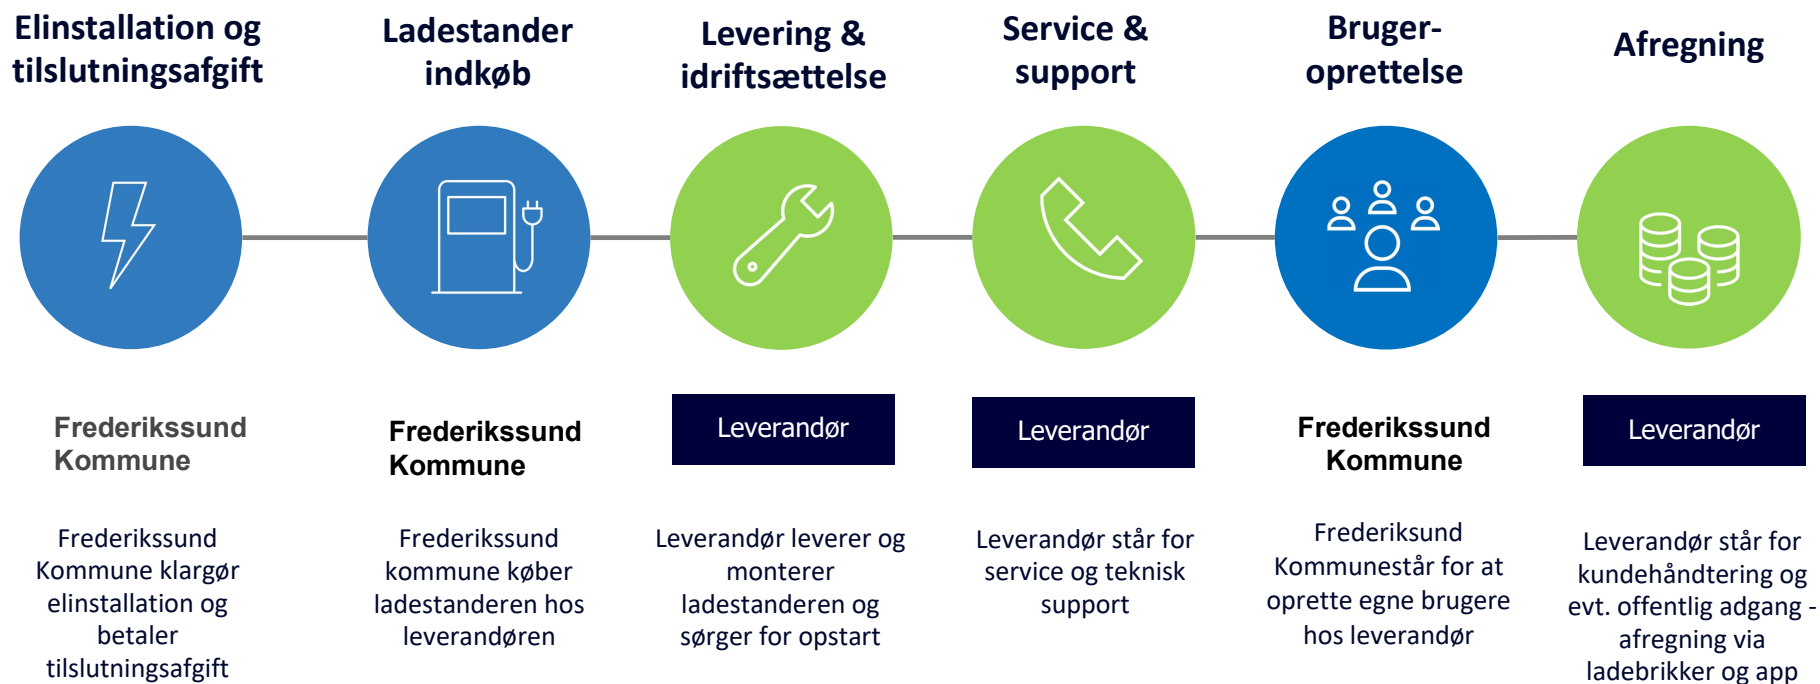 Elinstallation og
tilslutningsafgift
Ladestander
indkøb
Levering &
idriftsættelse
Service &
support
Bruger-
oprettelse
Afregning
Frederikssund
Kommune
Frederikssund
Kommune
Leverandør
Leverandør
Frederikssund
Kommune
Leverandør
Frederikssund
Kommune klargør
elinstallation og
betaler
tilslutningsafgift
Frederikssund
kommune køber
ladestanderen hos
leverandøren
Leverandør leverer og
monterer
ladestanderen og
sørger for opstart
Leverandør står for
service og teknisk
support
Frederiksund
Kommunestår for at
oprette egne brugere
hos leverandør
Leverandør står for
kundehåndtering og
evt. offentlig adgang -
afregning via
ladebrikker og app